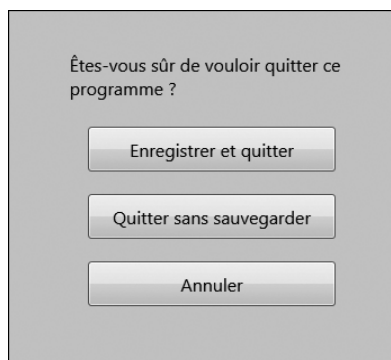 Êtes-vous sûr de vouloir quitter ce
programme ?
Enregistrer et quitter
Quitter sans sauvegarder
Annuler